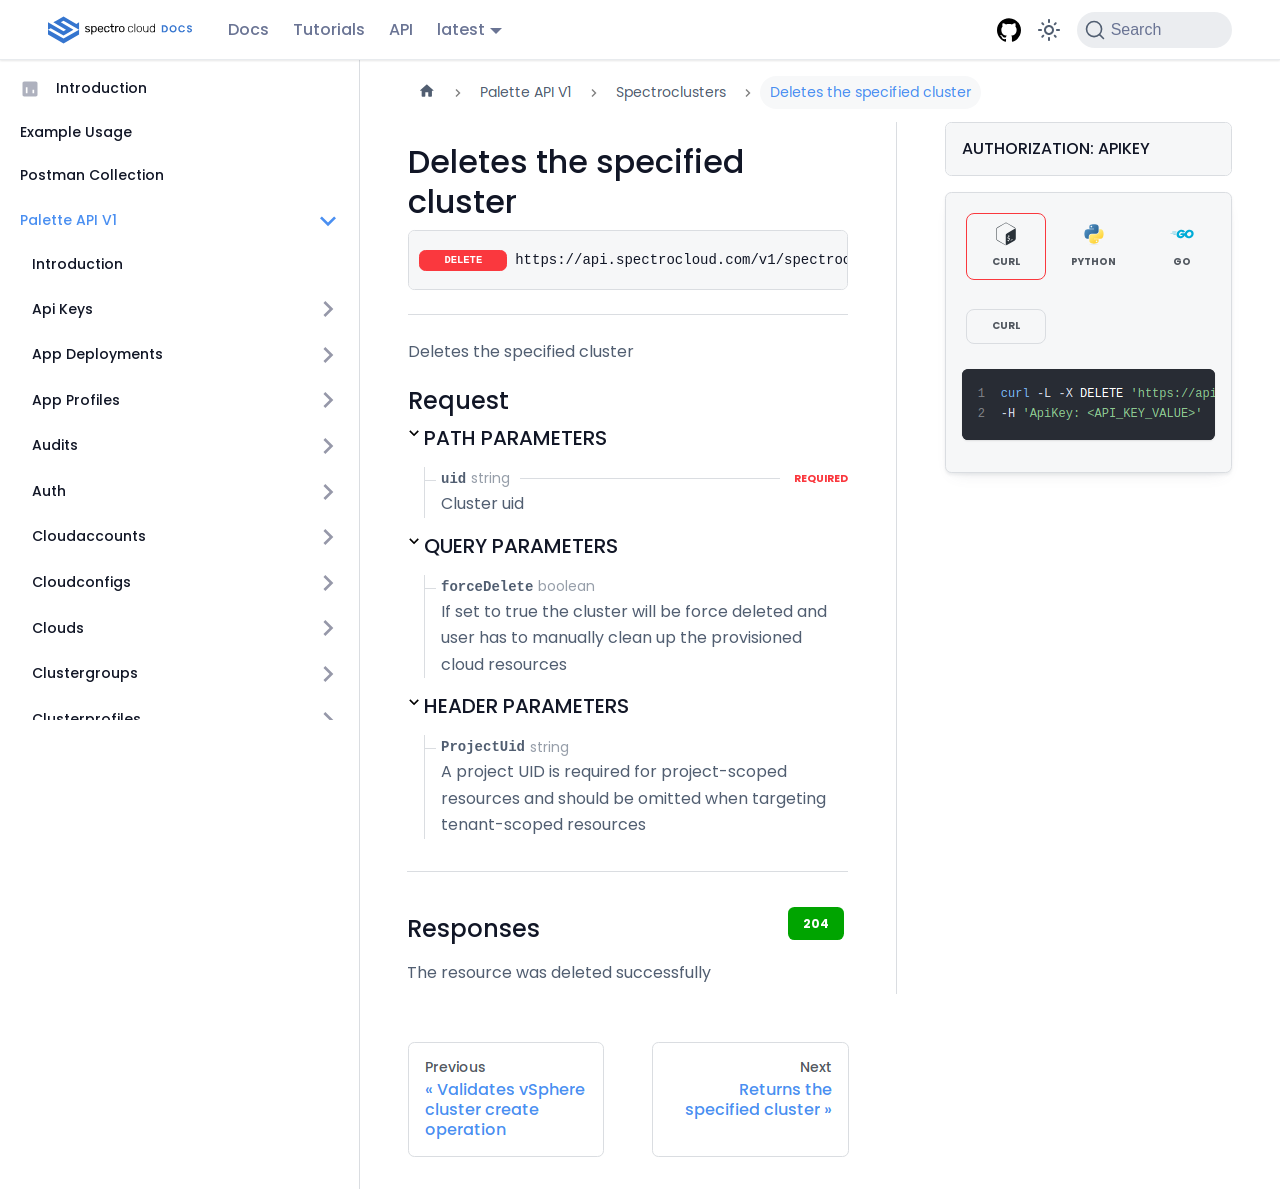 spectro cloud DOCS
Docs
Tutorials
API
latest
Search
Introduction
Example Usage
Postman Collection
Palette API V1
Introduction
Api Keys
App Deployments
App Profiles
Audits
Auth
Cloudaccounts
Cloudconfigs
Clouds
Clustergroups
Clusterprofiles
Palette API V1
Spectroclusters
Deletes the specified cluster
Deletes the specified
cluster
DELETE https://api.spectrocloud.com/v1/spectroc
Deletes the specified cluster
Request
PATH PARAMETERS
uid string REQUIRED
Cluster uid
QUERY PARAMETERS
forceDelete boolean
If set to true the cluster will be force deleted and
user has to manually clean up the provisioned
cloud resources
HEADER PARAMETERS
ProjectUid string
A project UID is required for project-scoped
resources and should be omitted when targeting
tenant-scoped resources
Responses
204
The resource was deleted successfully
Previous
« Validates vSphere
cluster create
operation
Next
Returns the
specified cluster »
AUTHORIZATION: APIKEY
CURL
PYTHON
GO
GO
CURL
1 curl -L -X DELETE 'https://api
2 -H 'ApiKey: <API_KEY_VALUE>'